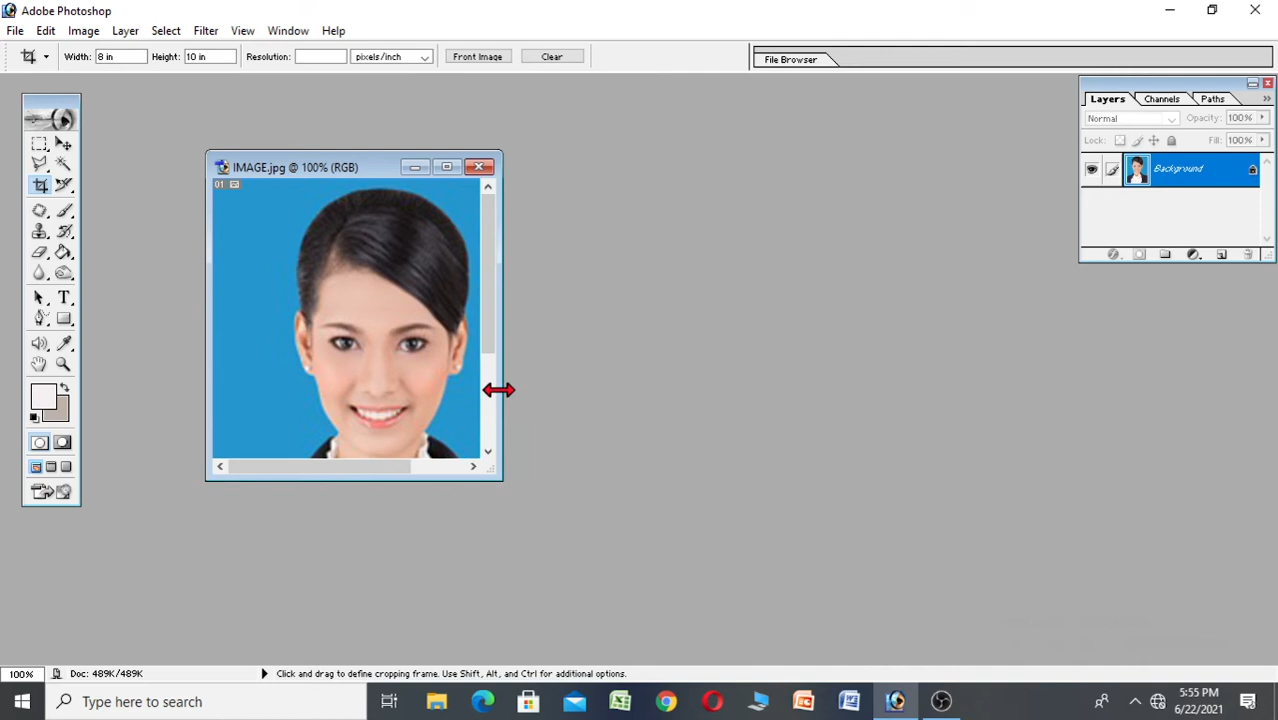 Adobe Photoshop
File Edit Image Layer Select Filter View Window Help
Width: 8 in Height: 10 in Resolution: pixels/inch Front Image Clear File Browser
Layers Channels Paths
Normal Opacity: 100%
Lock: Fill: 100%
Background
IMAGE.jpg @ 100% (RGB)
01
T
100% Doc: 489K/489K Click and drag to define cropping frame. Use Shift, Alt, and Ctrl for additional options.
Type here to search
5:55 PM
6/22/2021